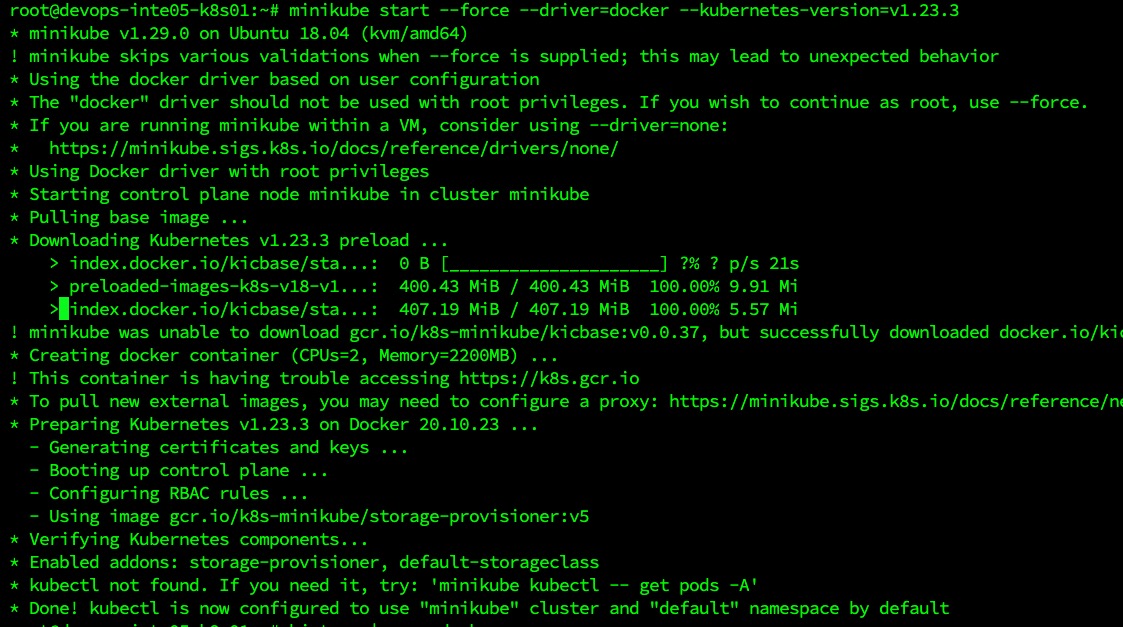 root@devops-inte05-k8s01:~# minikube start --force --driver=docker --kubernetes-version=v1.23.3
* minikube v1.29.0 on Ubuntu 18.04 (kvm/amd64)
! minikube skips various validations when --force is supplied; this may lead to unexpected behavior
* Using the docker driver based on user configuration
* The "docker" driver should not be used with root privileges. If you wish to continue as root, use --force.
* If you are running minikube within a VM, consider using --driver=none:
*   https://minikube.sigs.k8s.io/docs/reference/drivers/none/
* Using Docker driver with root privileges
* Starting control plane node minikube in cluster minikube
* Pulling base image ...
* Downloading Kubernetes v1.23.3 preload ...
    > index.docker.io/kicbase/sta...:  0 B [_____________________] ?% ? p/s 21s
    > preloaded-images-k8s-v18-v1...:  400.43 MiB / 400.43 MiB  100.00% 9.91 Mi
    > index.docker.io/kicbase/sta...:  407.19 MiB / 407.19 MiB  100.00% 5.57 Mi
! minikube was unable to download gcr.io/k8s-minikube/kicbase:v0.0.37, but successfully downloaded docker.io/kic
* Creating docker container (CPUs=2, Memory=2200MB) ...
! This container is having trouble accessing https://k8s.gcr.io
* To pull new external images, you may need to configure a proxy: https://minikube.sigs.k8s.io/docs/reference/ne
* Preparing Kubernetes v1.23.3 on Docker 20.10.23 ...
  - Generating certificates and keys ...
  - Booting up control plane ...
  - Configuring RBAC rules ...
  - Using image gcr.io/k8s-minikube/storage-provisioner:v5
* Verifying Kubernetes components...
* Enabled addons: storage-provisioner, default-storageclass
* kubectl not found. If you need it, try: 'minikube kubectl -- get pods -A'
* Done! kubectl is now configured to use "minikube" cluster and "default" namespace by default